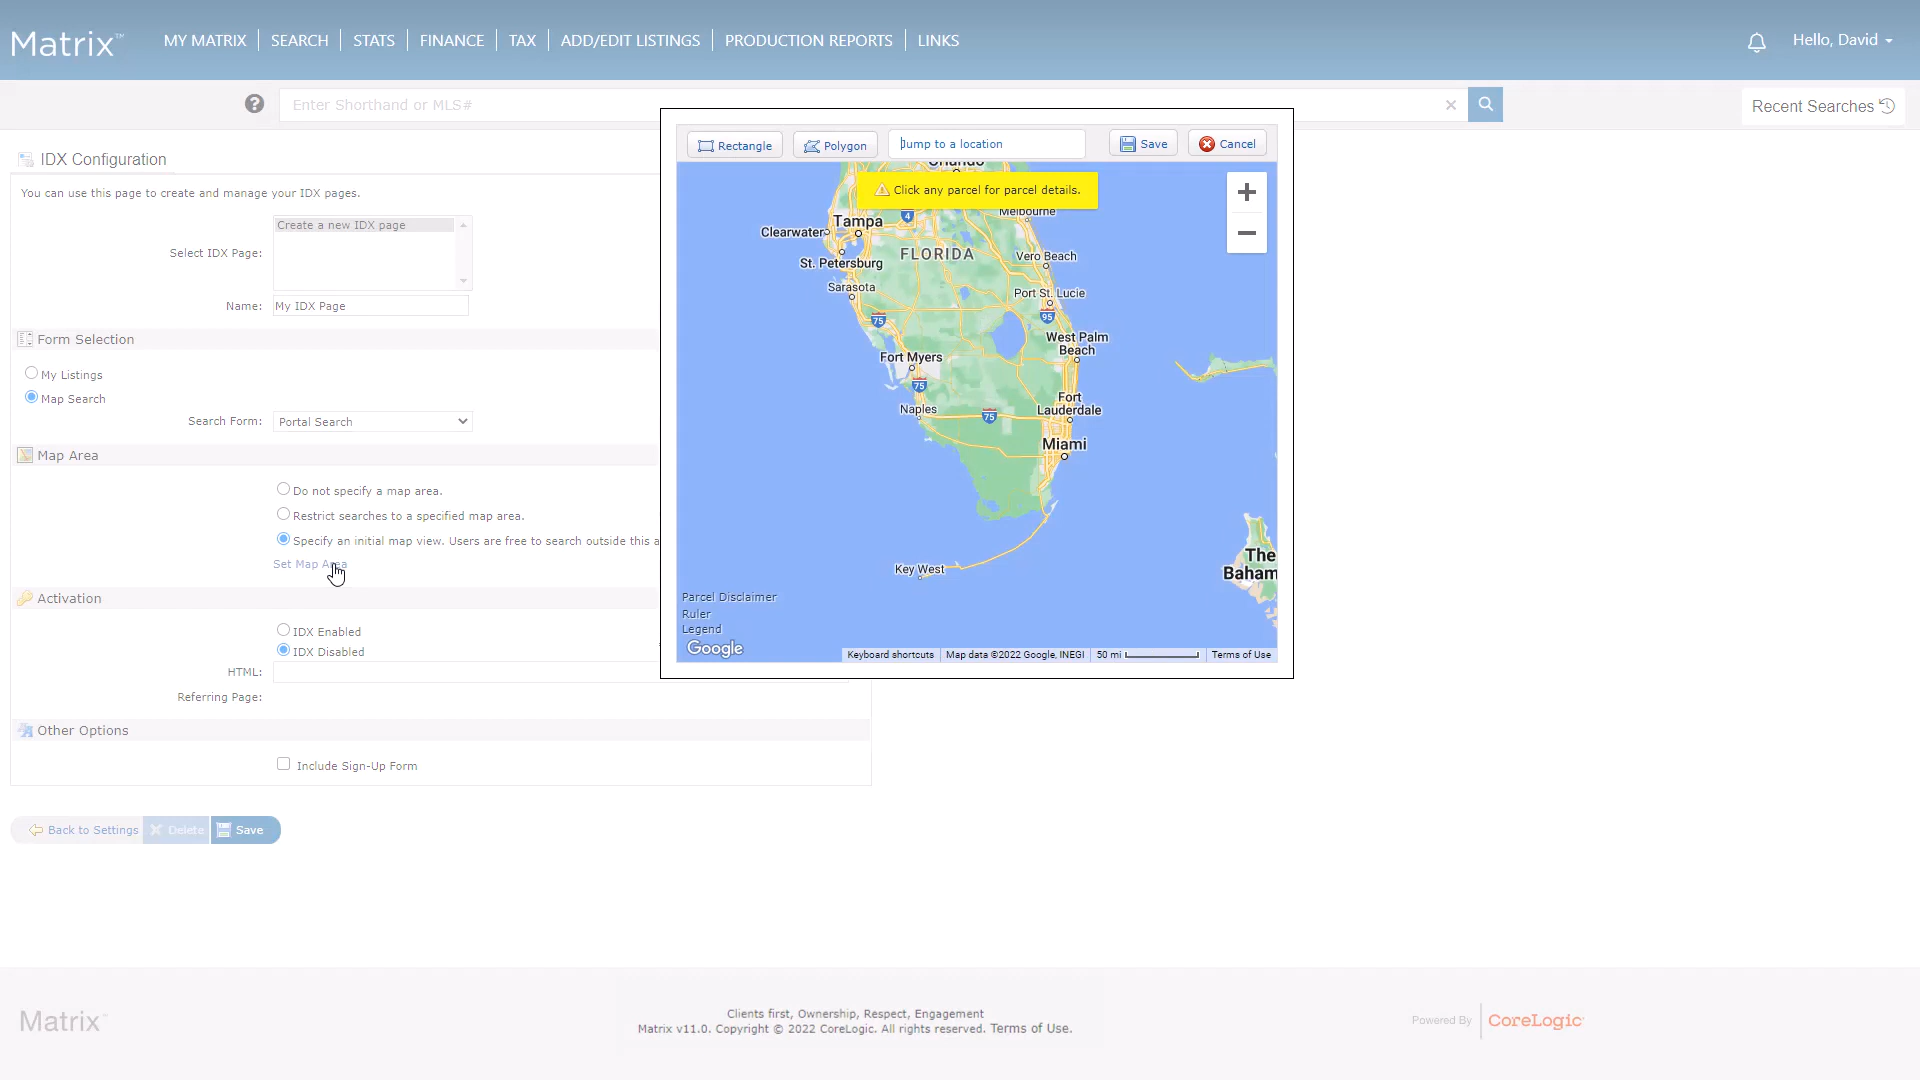 Matrix™
MY MATRIX
SEARCH
STATS
FINANCE
TAX
ADD/EDIT LISTINGS
PRODUCTION REPORTS
LINKS
Hello, David
Enter Shorthand or MLS#
Recent Searches
IDX Configuration
You can use this page to create and manage your IDX pages.
Select IDX Page:
Create a new IDX page
Name:
My IDX Page
Form Selection
My Listings
Map Search
Search Form:
Portal Search
Map Area
Do not specify a map area.
Restrict searches to a specified map area.
Specify an initial map view. Users are free to search outside this a
Set Map Area
Activation
IDX Enabled
IDX Disabled
HTML:
Referring Page:
Other Options
Include Sign-Up Form
Back to Settings
Delete
Save
Rectangle
Polygon
Jump to a location
Save
Cancel
Orlando
Click any parcel for parcel details.
4
Melbourne
Tampa
Clearwater
FLORIDA
Vero Beach
St. Petersburg
Sarasota
Port St. Lucie
75
95
West Palm
Beach
Fort Myers
75
Naples
75
Fort
Lauderdale
Miami
The
Baham
Key West
Parcel Disclaimer
Ruler
Legend
Google
Keyboard shortcuts
Map data ©2022 Google, INEGI
50 mi
Terms of Use
Matrix™
Clients first, Ownership, Respect, Engagement
Matrix v11.0. Copyright © 2022 CoreLogic. All rights reserved. Terms of Use.
Powered By
CoreLogic